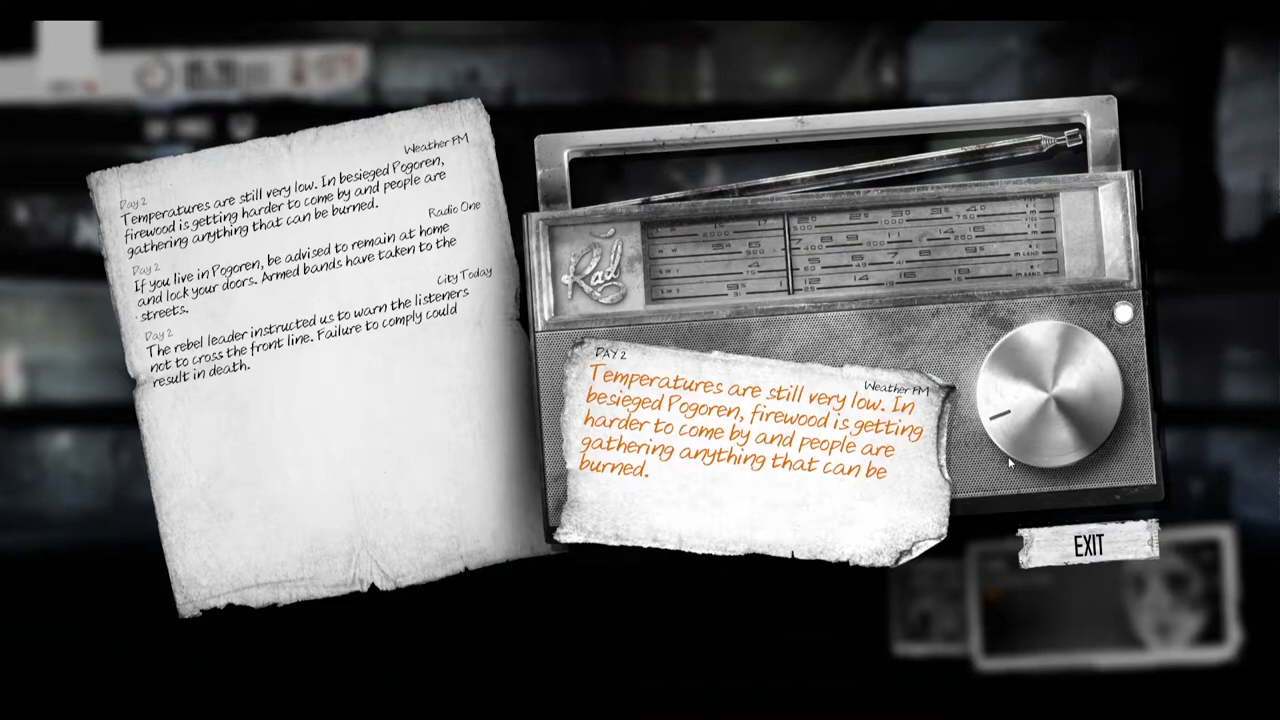 Weather FM
Day 2
Temperatures are still very low. In besieged Pogoren,
firewood is getting harder to come by and people are
gathering anything that can be burned.
Radio One
Day 2
If you live in Pogoren, be advised to remain at home
and lock your doors. Armed bands have taken to the
streets.
City Today
Day 2
The rebel leader instructed us to warn the listeners
not to cross the front line. Failure to comply could
result in death.
Rad
DAY 2
Weather FM
Temperatures are still very low. In
besieged Pogoren, firewood is getting
harder to come by and people are
gathering anything that can be
burned.
EXIT